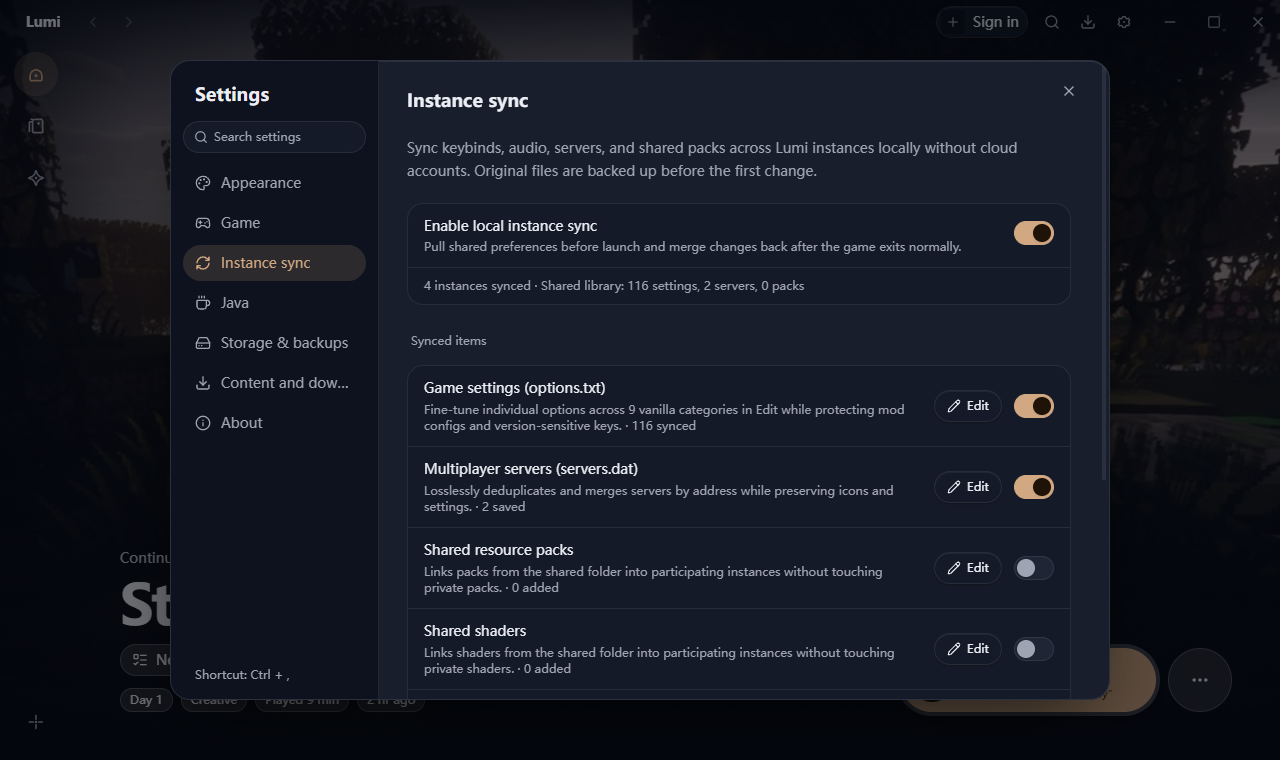 Lumi
Sign in
Settings
Search settings
Appearance
Game
Instance sync
Java
Storage & backups
Content and dow...
About
Shortcut: Ctrl + ,
Instance sync
Sync keybinds, audio, servers, and shared packs across Lumi instances locally without cloud
accounts. Original files are backed up before the first change.
Enable local instance sync
Pull shared preferences before launch and merge changes back after the game exits normally.
4 instances synced · Shared library: 116 settings, 2 servers, 0 packs
Synced items
Game settings (options.txt)
Fine-tune individual options across 9 vanilla categories in Edit while protecting mod
configs and version-sensitive keys. · 116 synced
Edit
Multiplayer servers (servers.dat)
Losslessly deduplicates and merges servers by address while preserving icons and
settings. · 2 saved
Edit
Shared resource packs
Links packs from the shared folder into participating instances without touching
private packs. · 0 added
Edit
Shared shaders
Links shaders from the shared folder into participating instances without touching
private shaders. · 0 added
Edit
Day 1
Creative
Played 9 min
2 hr ago